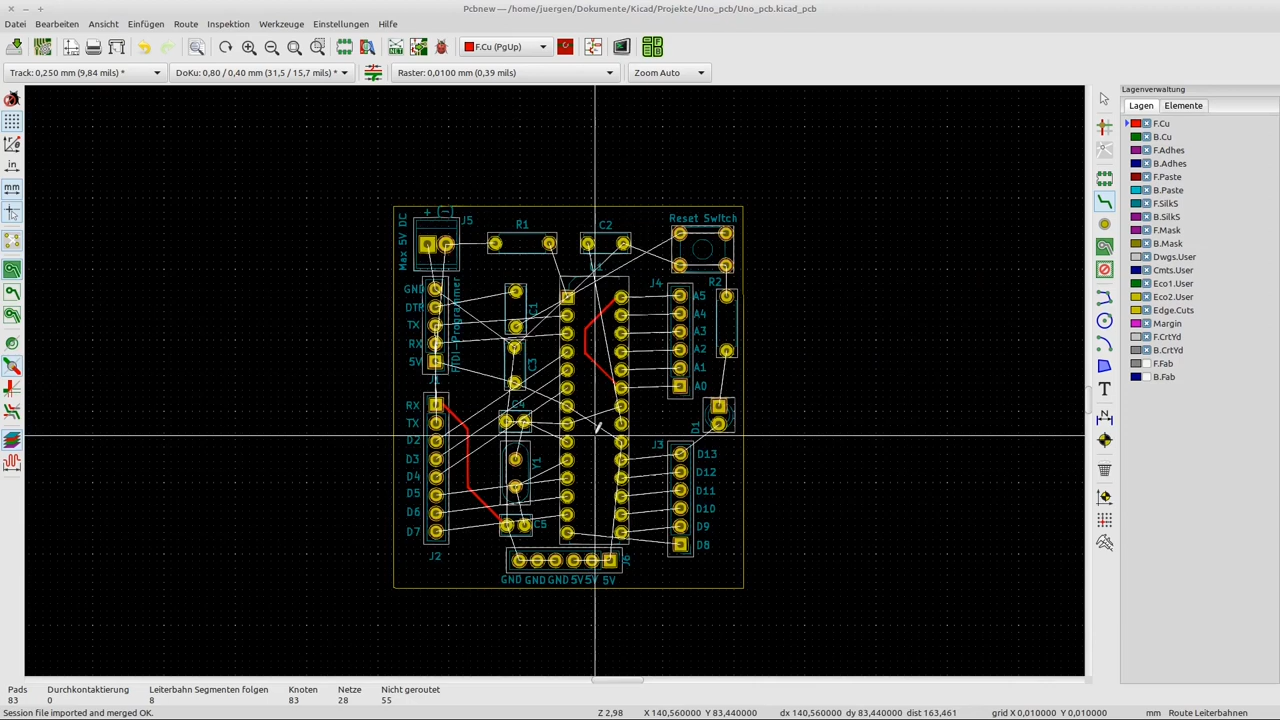 Pcbnew — /home/juergen/Dokumente/Kicad/Projekte/Uno_pcb/Uno_pcb.kicad_pcb
Datei Bearbeiten Ansicht Einfügen Route Inspektion Werkzeuge Einstellungen Hilfe
F.Cu (PgUp)
Track: 0,250 mm (9,84 mils) * DoKu: 0,80 / 0,40 mm (31,5 / 15,7 mils) * Raster: 0,0100 mm (0,39 mils) Zoom Auto
in
mm
Lagenverwaltung
Lagen Elemente
F.Cu
B.Cu
F.Adhes
B.Adhes
F.Paste
B.Paste
F.SilkS
B.SilkS
F.Mask
B.Mask
Dwgs.User
Cmts.User
Eco1.User
Eco2.User
Edge.Cuts
Margin
F.CrtYd
B.CrtYd
F.Fab
B.Fab
+ (-) J5
Max 5V DC
R1
C2
Reset Switch
GND
DTR
TX
RX
5V
J1
FTDI-Programmer
C1
C3
J4
R2
A5
A4
A3
A2
A1
A0
RX
TX
D2
D3
D4
D5
D6
D7
J2
C4
Y1
C5
D1
J3
D13
D12
D11
D10
D9
D8
J6
GND GND GND 5V 5V 5V
Pads Durchkontaktierung Leiterbahn Segmenten folgen Knoten Netze Nicht geroutet
83 0 8 83 28 55
Session file imported and merged OK. Z 2,98 X 140,560000 Y 83,440000 dx 140,560000 dy 83,440000 dist 163,461 grid X 0,010000 Y 0,010000 mm Route Leiterbahnen